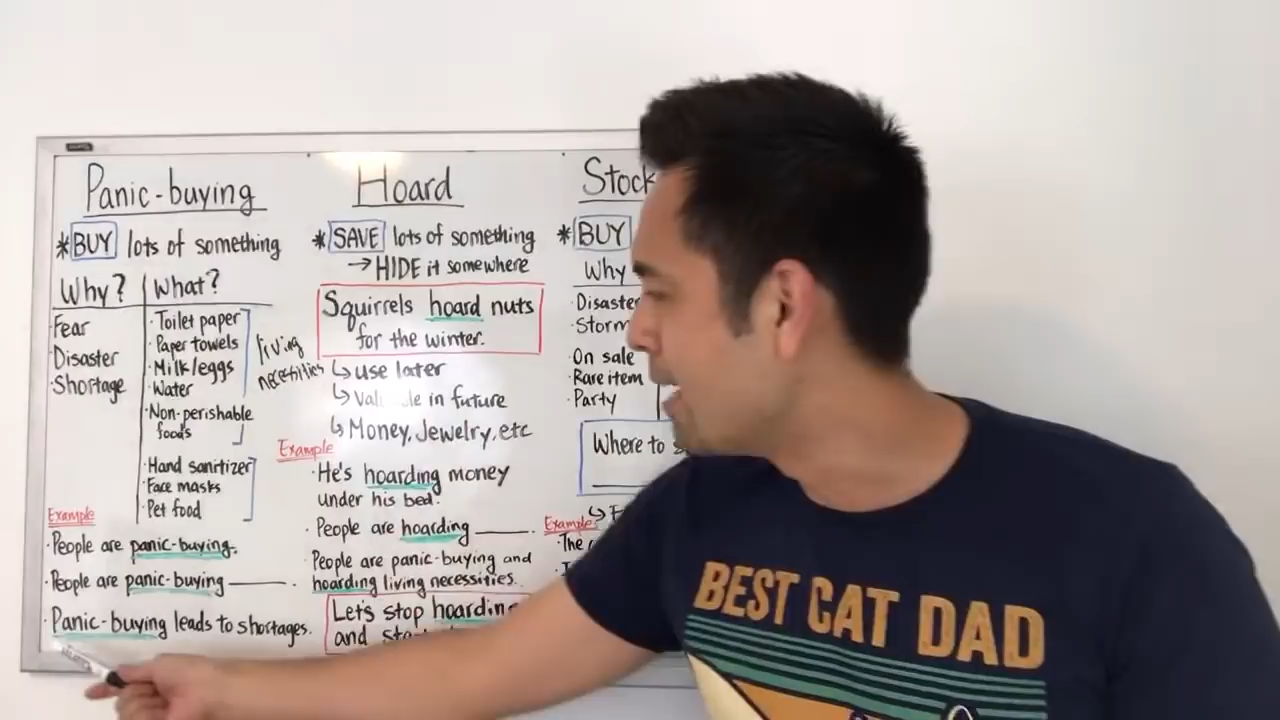 Panic-buying
*BUY lots of something
Why? What?
Fear
·Disaster
·Shortage
·Toilet paper
·Paper towels
·Milk/eggs
·Water
·Non-perishable
foods
living
necessities
·Hand sanitizer
·Face masks
·Pet food
Example
·People are panic-buying.
·People are panic-buying ______.
·Panic-buying leads to shortages.
Hoard
*SAVE lots of something
→HIDE it somewhere
Squirrels hoard nuts
for the winter.
↳use later
in future
↳Money, Jewelry, etc
Example
·He's hoarding money
under his bed.
·People are hoarding ______.
·People are panic-buying and
hoarding living necessities.
Let's stop
and
Stock
*BUY
Why
·Disaster
·Storm
·On sale
·Rare item
·Party
Where to
Example
·The
BEST CAT DAD